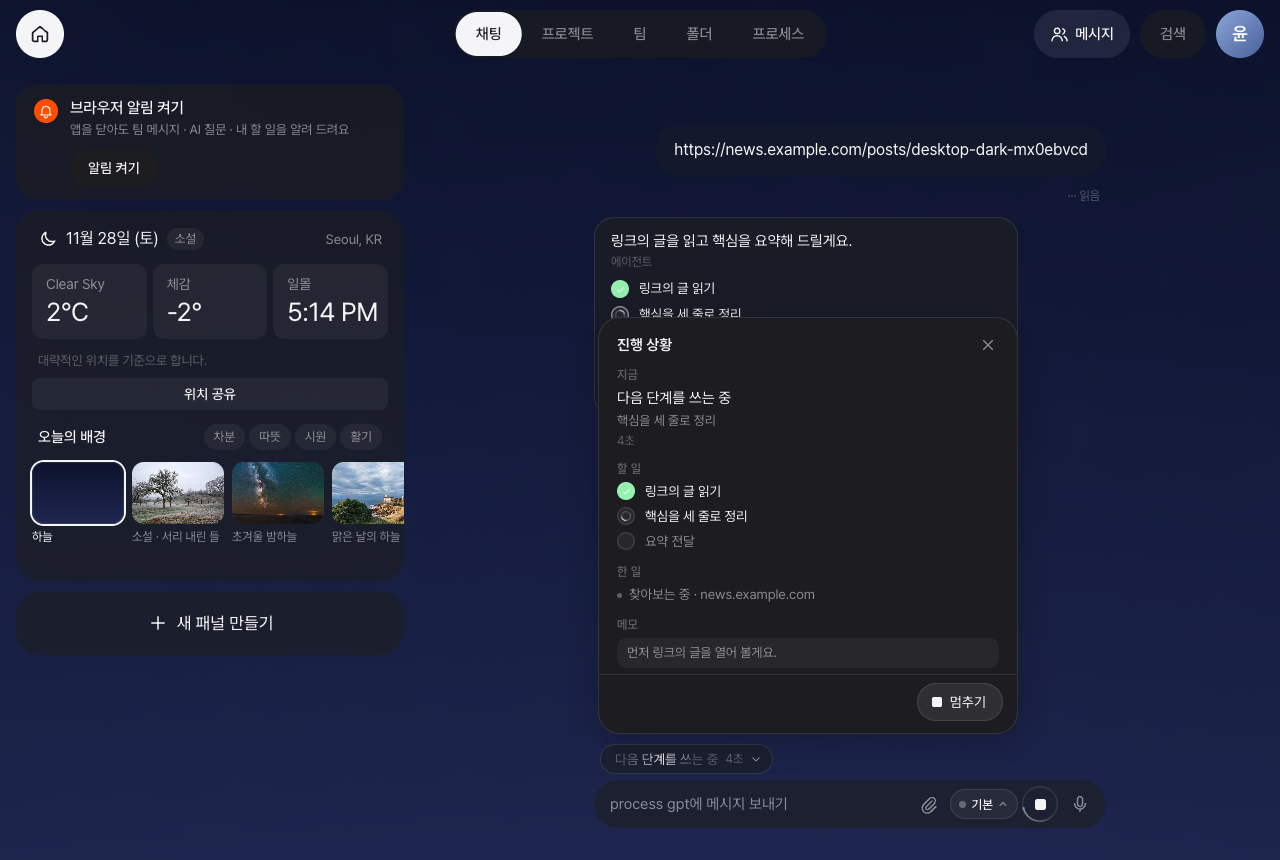 채팅
프로젝트
팀
폴더
프로세스
메시지
검색
윤
브라우저 알림 켜기
앱을 닫아도 팀 메시지 · AI 질문 · 내 할 일을 알려 드려요
알림 켜기
11월 28일 (토) 소설 Seoul, KR
Clear Sky
2°C
체감
-2°
일몰
5:14 PM
대략적인 위치를 기준으로 합니다.
위치 공유
오늘의 배경
차분
따뜻
시원
활기
하늘
소설 · 서리 내린 들
초겨울 밤하늘
맑은 날의 하늘
새 패널 만들기
https://news.example.com/posts/desktop-dark-mx0ebvcd
··· 읽음
링크의 글을 읽고 핵심을 요약해 드릴게요.
에이전트
링크의 글 읽기
핵심을 세 줄로 정리
진행 상황
지금
다음 단계를 쓰는 중
핵심을 세 줄로 정리
4초
할 일
링크의 글 읽기
핵심을 세 줄로 정리
요약 전달
한 일
찾아보는 중 · news.example.com
메모
먼저 링크의 글을 열어 볼게요.
멈추기
다음 단계를 쓰는 중 4초
process gpt에 메시지 보내기
기본